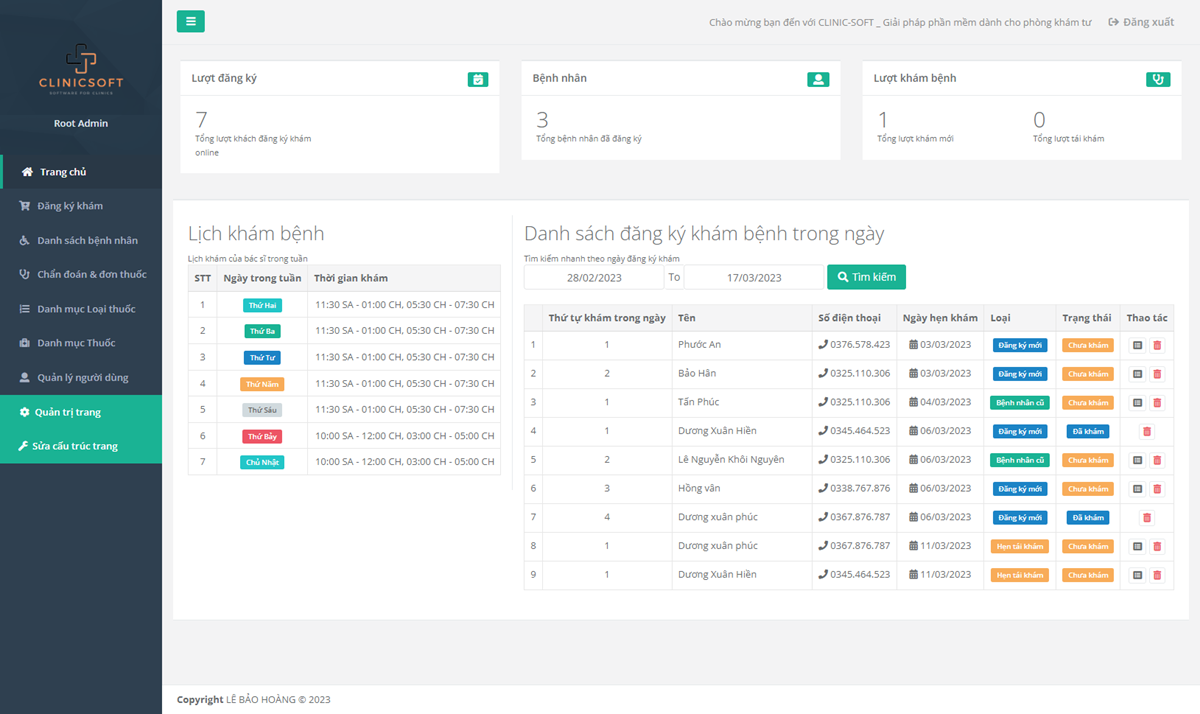 CLINICSOFT
SOFTWARE FOR CLINICS
Root Admin
Trang chủ
Đăng ký khám
Danh sách bệnh nhân
Chẩn đoán & đơn thuốc
Danh mục Loại thuốc
Danh mục Thuốc
Quản lý người dùng
Quản trị trang
Sửa cấu trúc trang
Chào mừng bạn đến với CLINIC-SOFT _ Giải pháp phần mềm dành cho phòng khám tư Đăng xuất
Lượt đăng ký
7
Tổng lượt khách đăng ký khám
online
Bệnh nhân
3
Tổng bệnh nhân đã đăng ký
Lượt khám bệnh
1 0
Tổng lượt khám mới Tổng lượt tái khám
Lịch khám bệnh
Lịch khám của bác sĩ trong tuần
STT Ngày trong tuần Thời gian khám
1 Thứ Hai 11:30 SA - 01:00 CH, 05:30 CH - 07:30 CH
2 Thứ Ba 11:30 SA - 01:00 CH, 05:30 CH - 07:30 CH
3 Thứ Tư 11:30 SA - 01:00 CH, 05:30 CH - 07:30 CH
4 Thứ Năm 11:30 SA - 01:00 CH, 05:30 CH - 07:30 CH
5 Thứ Sáu 11:30 SA - 01:00 CH, 05:30 CH - 07:30 CH
6 Thứ Bảy 10:00 SA - 12:00 CH, 03:00 CH - 05:00 CH
7 Chủ Nhật 10:00 SA - 12:00 CH, 03:00 CH - 05:00 CH
Danh sách đăng ký khám bệnh trong ngày
Tìm kiếm nhanh theo ngày đăng ký khám
28/02/2023 To 17/03/2023 Tìm kiếm
Thứ tự khám trong ngày Tên Số điện thoại Ngày hẹn khám Loại Trạng thái Thao tác
1 1 Phước An 0376.578.423 03/03/2023 Đăng ký mới Chưa khám
2 2 Bảo Hân 0325.110.306 03/03/2023 Đăng ký mới Chưa khám
3 1 Tấn Phúc 0325.110.306 04/03/2023 Bệnh nhân cũ Chưa khám
4 1 Dương Xuân Hiền 0345.464.523 06/03/2023 Đăng ký mới Đã khám
5 2 Lê Nguyễn Khôi Nguyên 0325.110.306 06/03/2023 Bệnh nhân cũ Chưa khám
6 3 Hồng vân 0338.767.876 06/03/2023 Đăng ký mới Chưa khám
7 4 Dương xuân phúc 0367.876.787 06/03/2023 Đăng ký mới Đã khám
8 1 Dương xuân phúc 0367.876.787 11/03/2023 Hẹn tái khám Chưa khám
9 1 Dương Xuân Hiền 0345.464.523 11/03/2023 Hẹn tái khám Chưa khám
Copyright LÊ BẢO HOÀNG © 2023